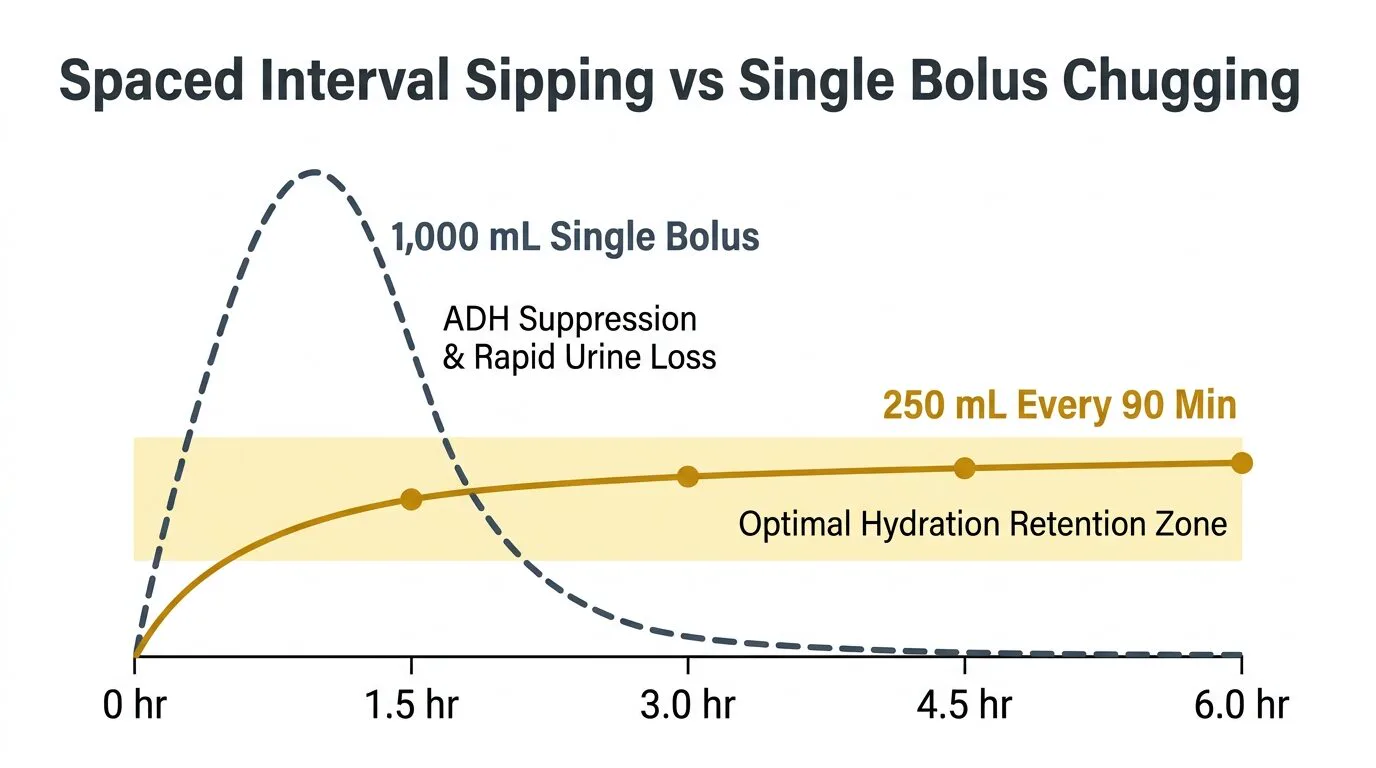 Spaced Interval Sipping vs Single Bolus Chugging
1,000 mL Single Bolus
ADH Suppression
& Rapid Urine Loss
250 mL Every 90 Min
Optimal Hydration Retention Zone
0 hr
1.5 hr
3.0 hr
4.5 hr
6.0 hr